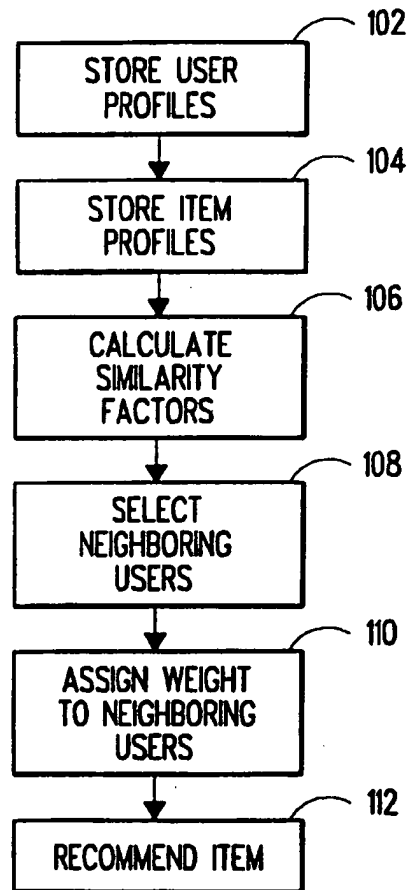 102
STORE USER
PROFILES
104
STORE ITEM
PROFILES
106
CALCULATE
SIMILARITY
FACTORS
108
SELECT
NEIGHBORING
USERS
110
ASSIGN WEIGHT
TO NEIGHBORING
USERS
112
RECOMMEND ITEM